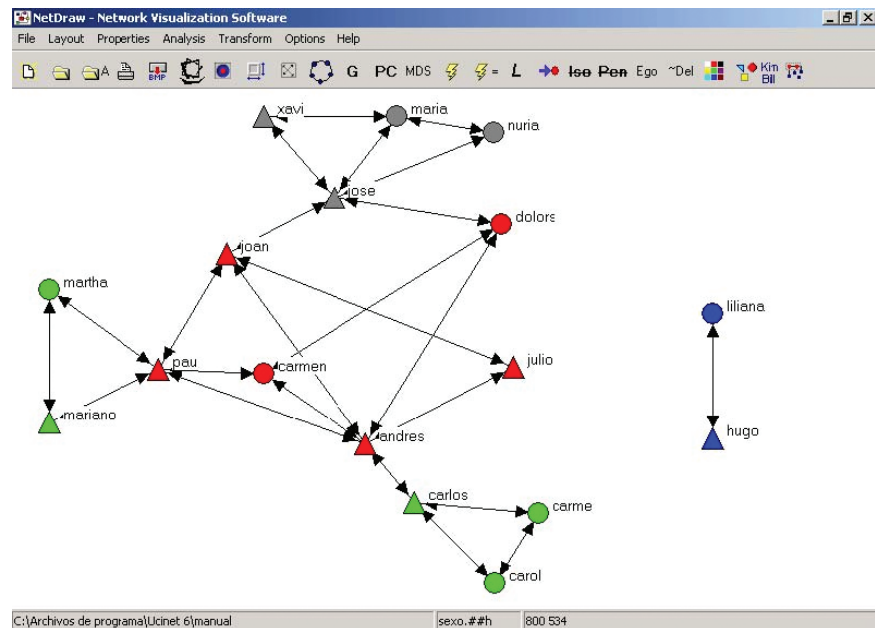 NetDraw - Network Visualization Software
File Layout Properties Analysis Transform Options Help
A BMP G PC MDS = L Iso Pen Ego ~Del Kin Bll
xavi
maria
nuria
jose
dolors
joan
martha
liliana
pau
carmen
julio
mariano
andres
hugo
carlos
carme
carol
C:\Archivos de programa\Ucinet 6\manual sexo.##h 800 534